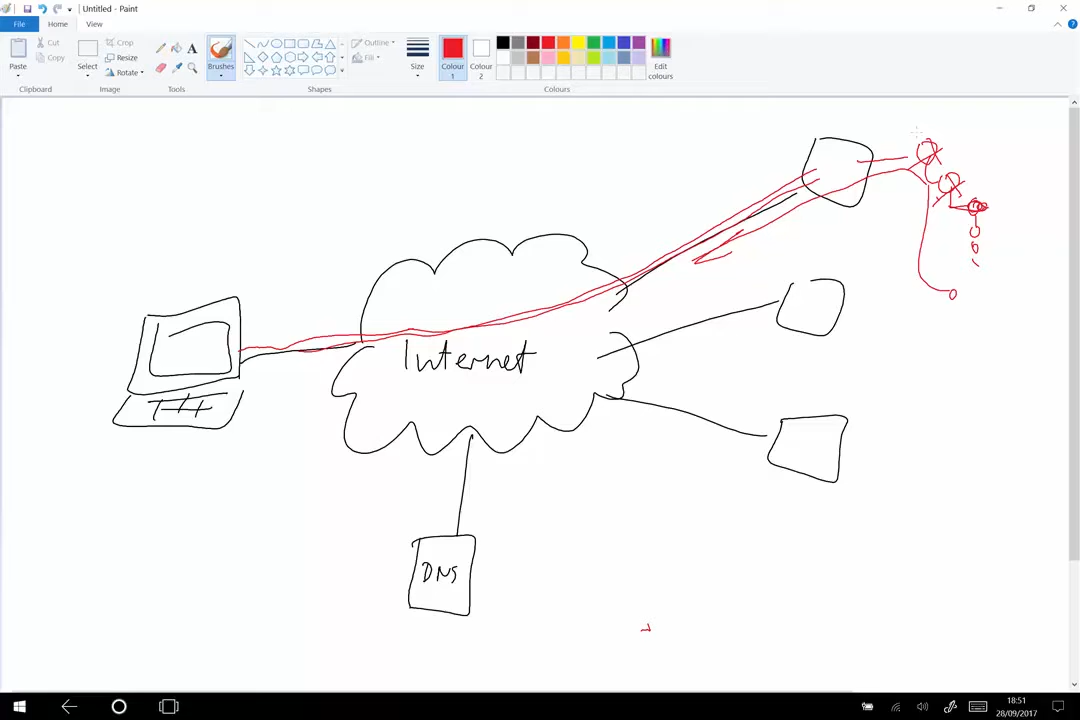 Untitled - Paint
File
Home
View
Paste
Cut
Copy
Select
Crop
Resize
Rotate
A
Brushes
Outline
Fill
Size
Colour 1
Colour 2
Edit colours
Clipboard
Image
Tools
Shapes
Colours
Internet
DNS
18:51
28/09/2017